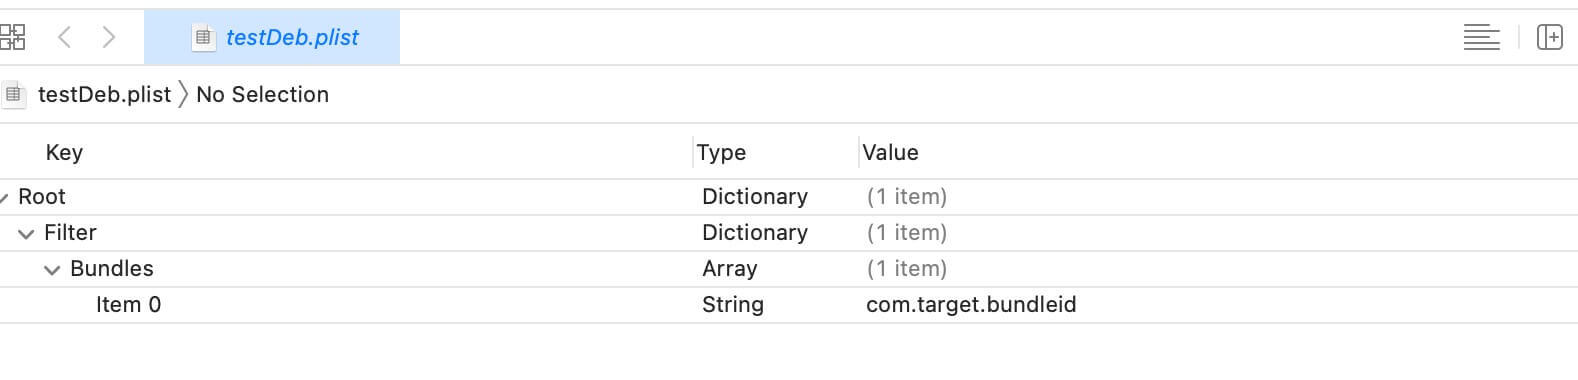 testDeb.plist
testDeb.plist No Selection
Key Type Value
Root Dictionary (1 item)
Filter Dictionary (1 item)
Bundles Array (1 item)
Item 0 String com.target.bundleid